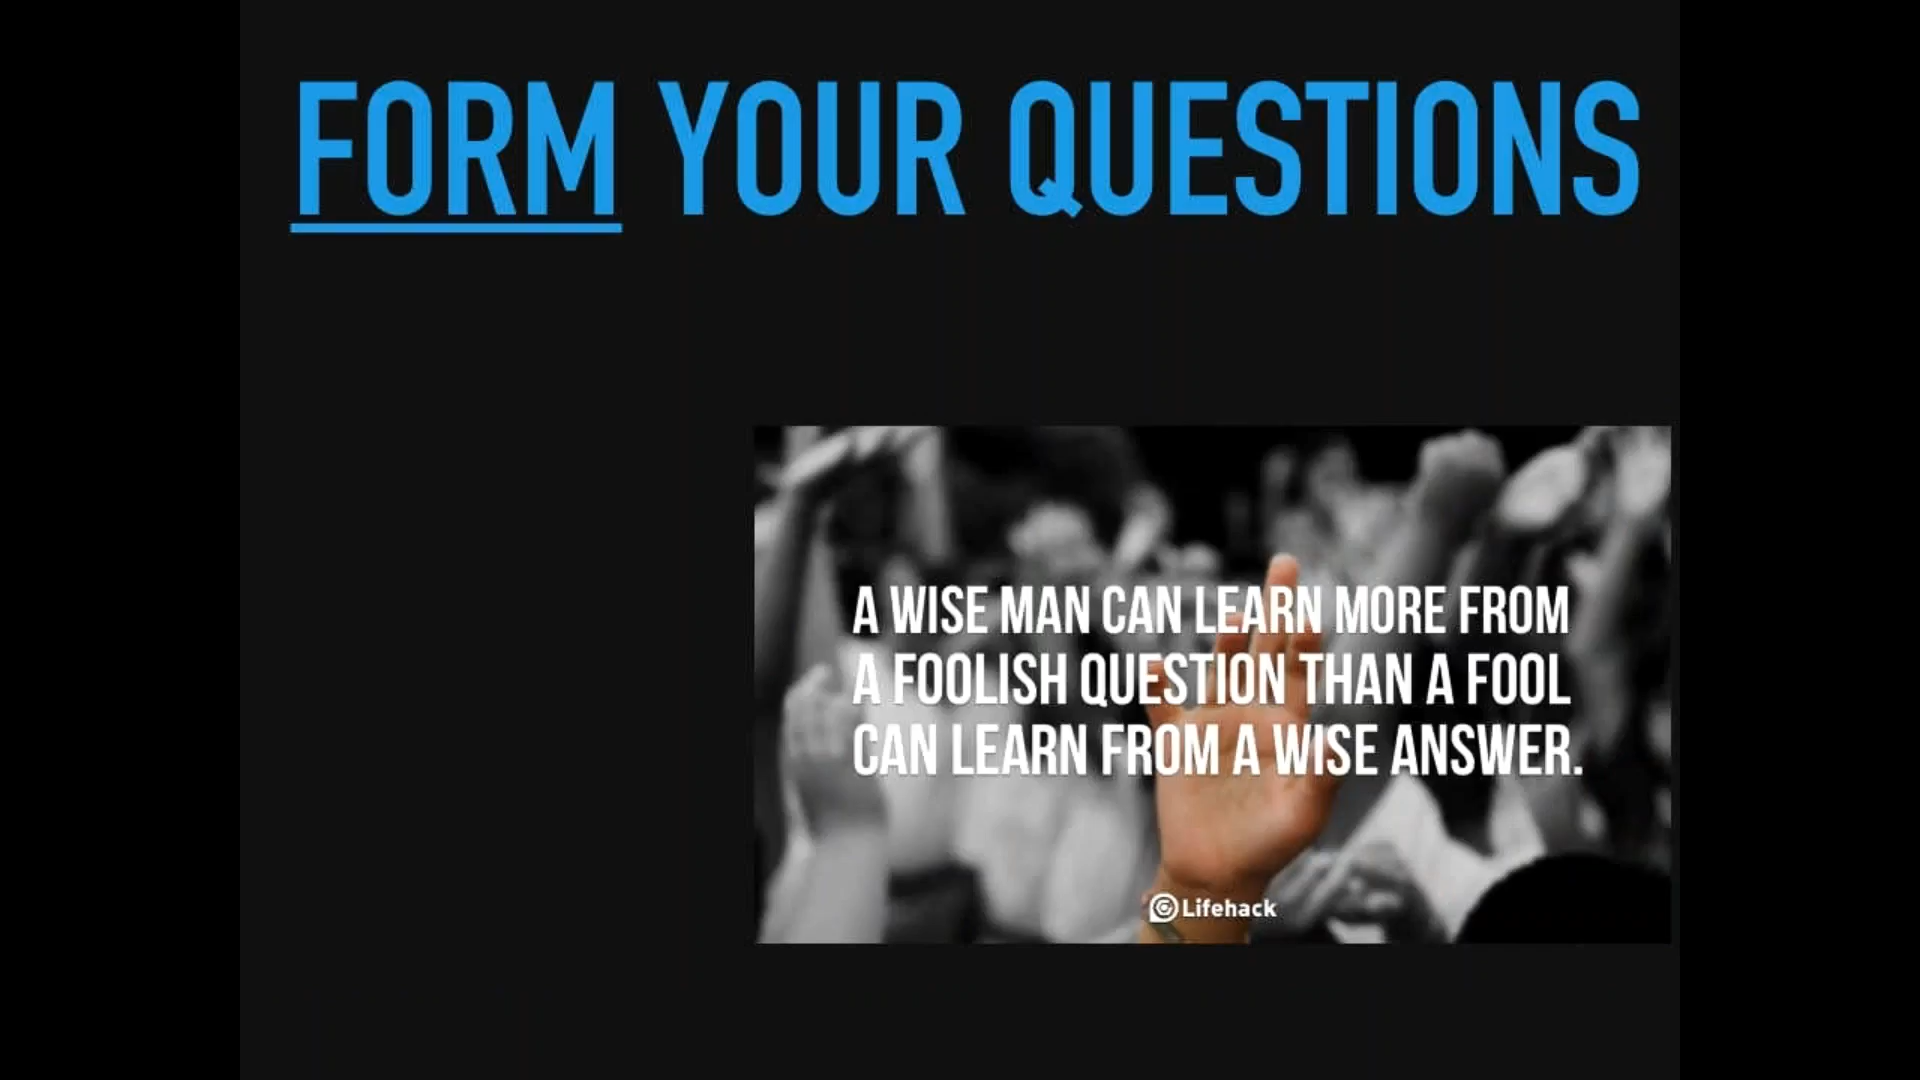 FORM YOUR QUESTIONS
A WISE MAN CAN LEARN MORE FROM
A FOOLISH QUESTION THAN A FOOL
CAN LEARN FROM A WISE ANSWER.
Lifehack